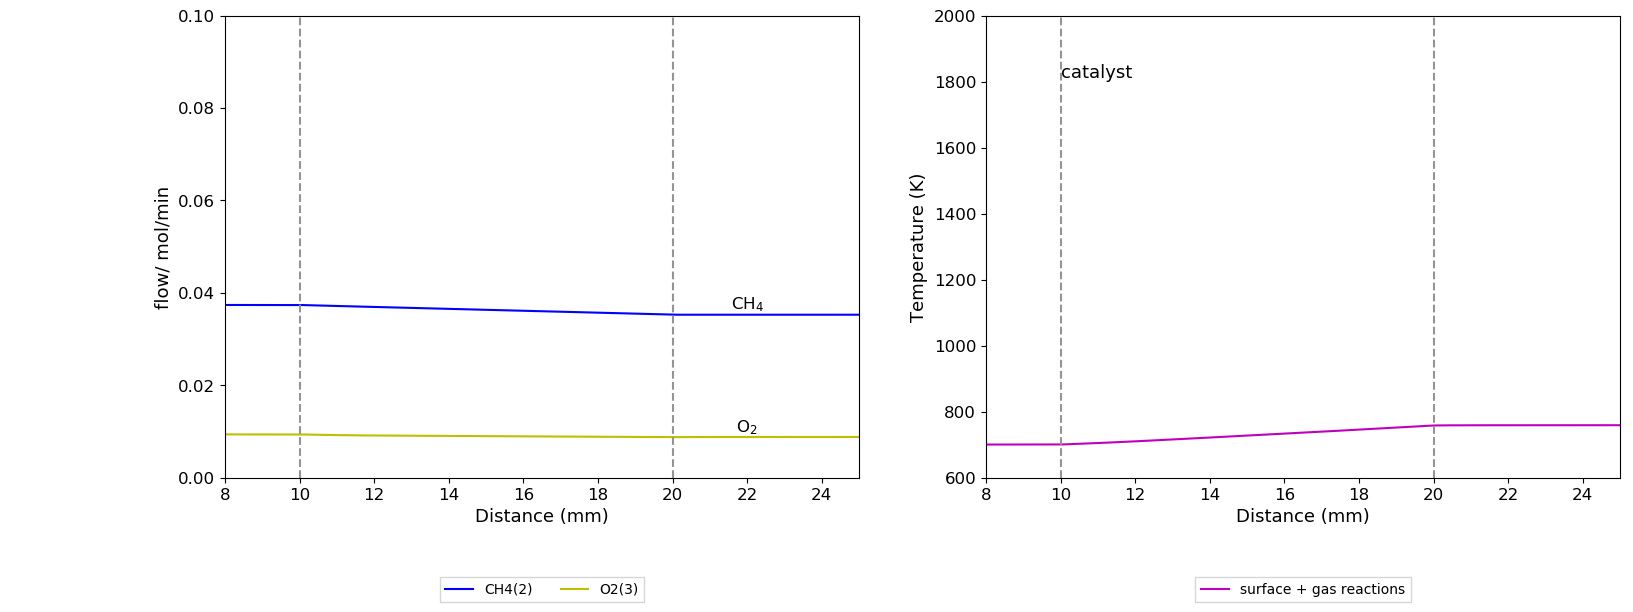 0.10
0.08
0.06
0.04
0.02
0.00
flow/ mol/min
CH₄
O₂
8 10 12 14 16 18 20 22 24
Distance (mm)
CH4(2) O2(3)
2000
1800
1600
1400
1200
1000
800
600
Temperature (K)
catalyst
8 10 12 14 16 18 20 22 24
Distance (mm)
surface + gas reactions